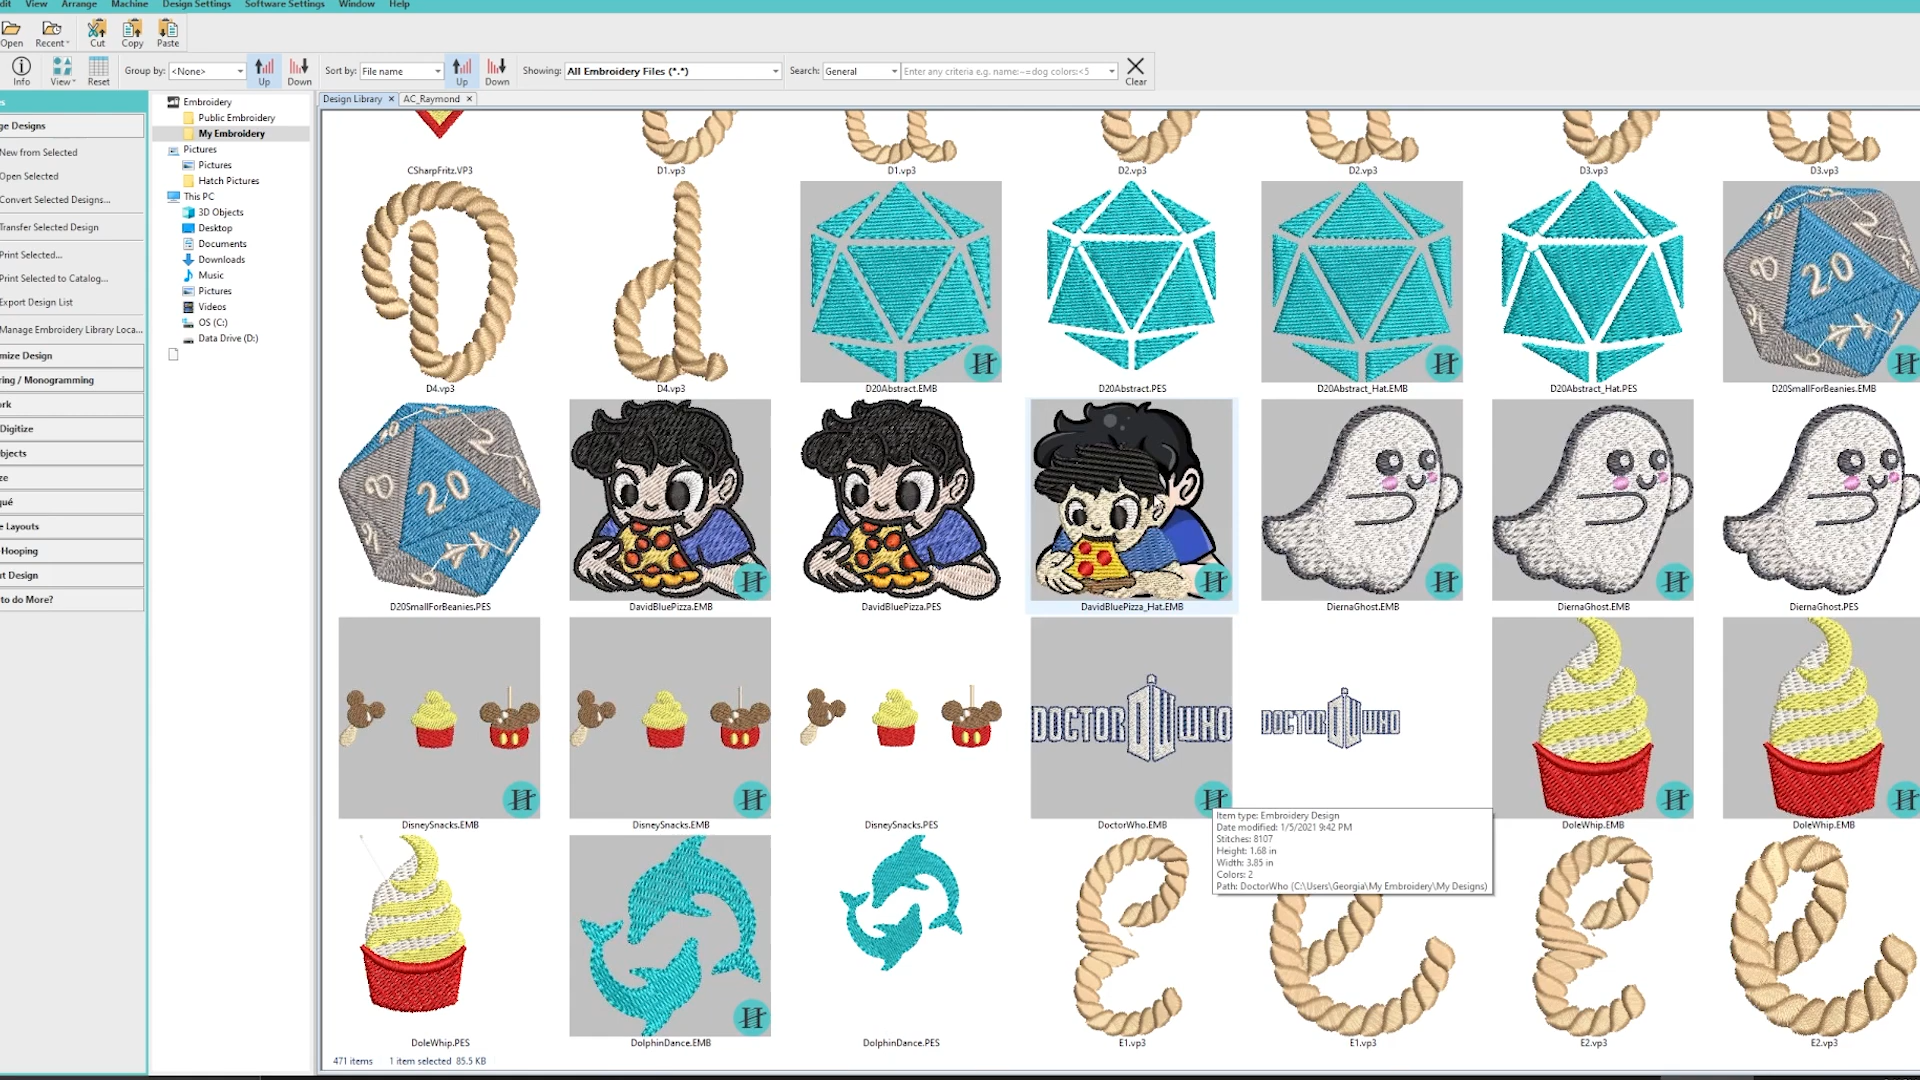 dit View Arrange Machine Design Settings Software Settings Window Help
Open Recent Cut Copy Paste
Info View Reset Group by: <None> Up Down Sort by: File name Up Down Showing: All Embroidery Files (*.*) Search: General Enter any criteria e.g. name:~=dog colors:<5 Clear
s
ge Designs
New from Selected
Open Selected
Convert Selected Designs...
Transfer Selected Design
Print Selected...
Print Selected to Catalog...
Export Design List
Manage Embroidery Library Loca...
mize Design
ring / Monogramming
rk
Digitize
bjects
ze
qué
e Layouts
Hooping
t Design
to do More?
Embroidery
Public Embroidery
My Embroidery
Pictures
Pictures
Hatch Pictures
This PC
3D Objects
Desktop
Documents
Downloads
Music
Pictures
Videos
OS (C:)
Data Drive (D:)
Design Library AC_Raymond
CSharpFritz.VP3 D1.vp3 D1.vp3 D2.vp3 D2.vp3 D3.vp3 D3.vp3
20
D4.vp3 D4.vp3 D20Abstract.EMB D20Abstract.PES D20Abstract_Hat.EMB D20Abstract_Hat.PES D20SmallForBeanies.EMB
20
D20SmallForBeanies.PES DavidBluePizza.EMB DavidBluePizza.PES DavidBluePizza_Hat.EMB DiernaGhost.EMB DiernaGhost.EMB DiernaGhost.PES
DOCTOR WHO DOCTOR WHO
DisneySnacks.EMB DisneySnacks.EMB DisneySnacks.PES DoctorWho.EMB DoleWhip.EMB DoleWhip.EMB
Item type: Embroidery Design
Date modified: 1/5/2021 9:42 PM
Stitches: 8107
Height: 1.68 in
Width: 3.85 in
Colors: 2
Path: DoctorWho (C:\Users\Georgia\My Embroidery\My Designs)
DoleWhip.PES DolphinDance.EMB DolphinDance.PES E1.vp3 E1.vp3 E2.vp3 E2.vp3
471 items 1 item selected 85.5 KB